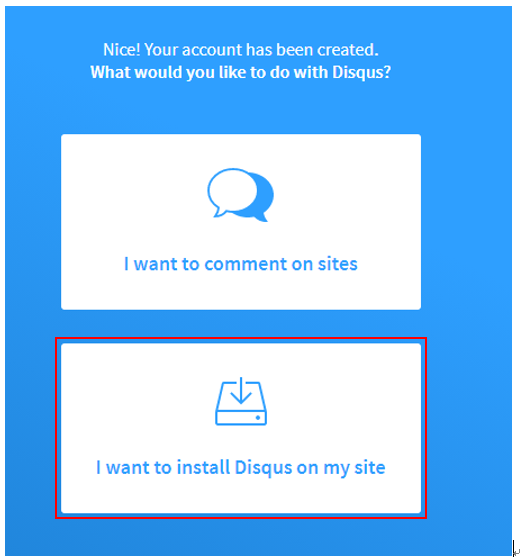 Nice! Your account has been created.
What would you like to do with Disqus?
I want to comment on sites
I want to install Disqus on my site